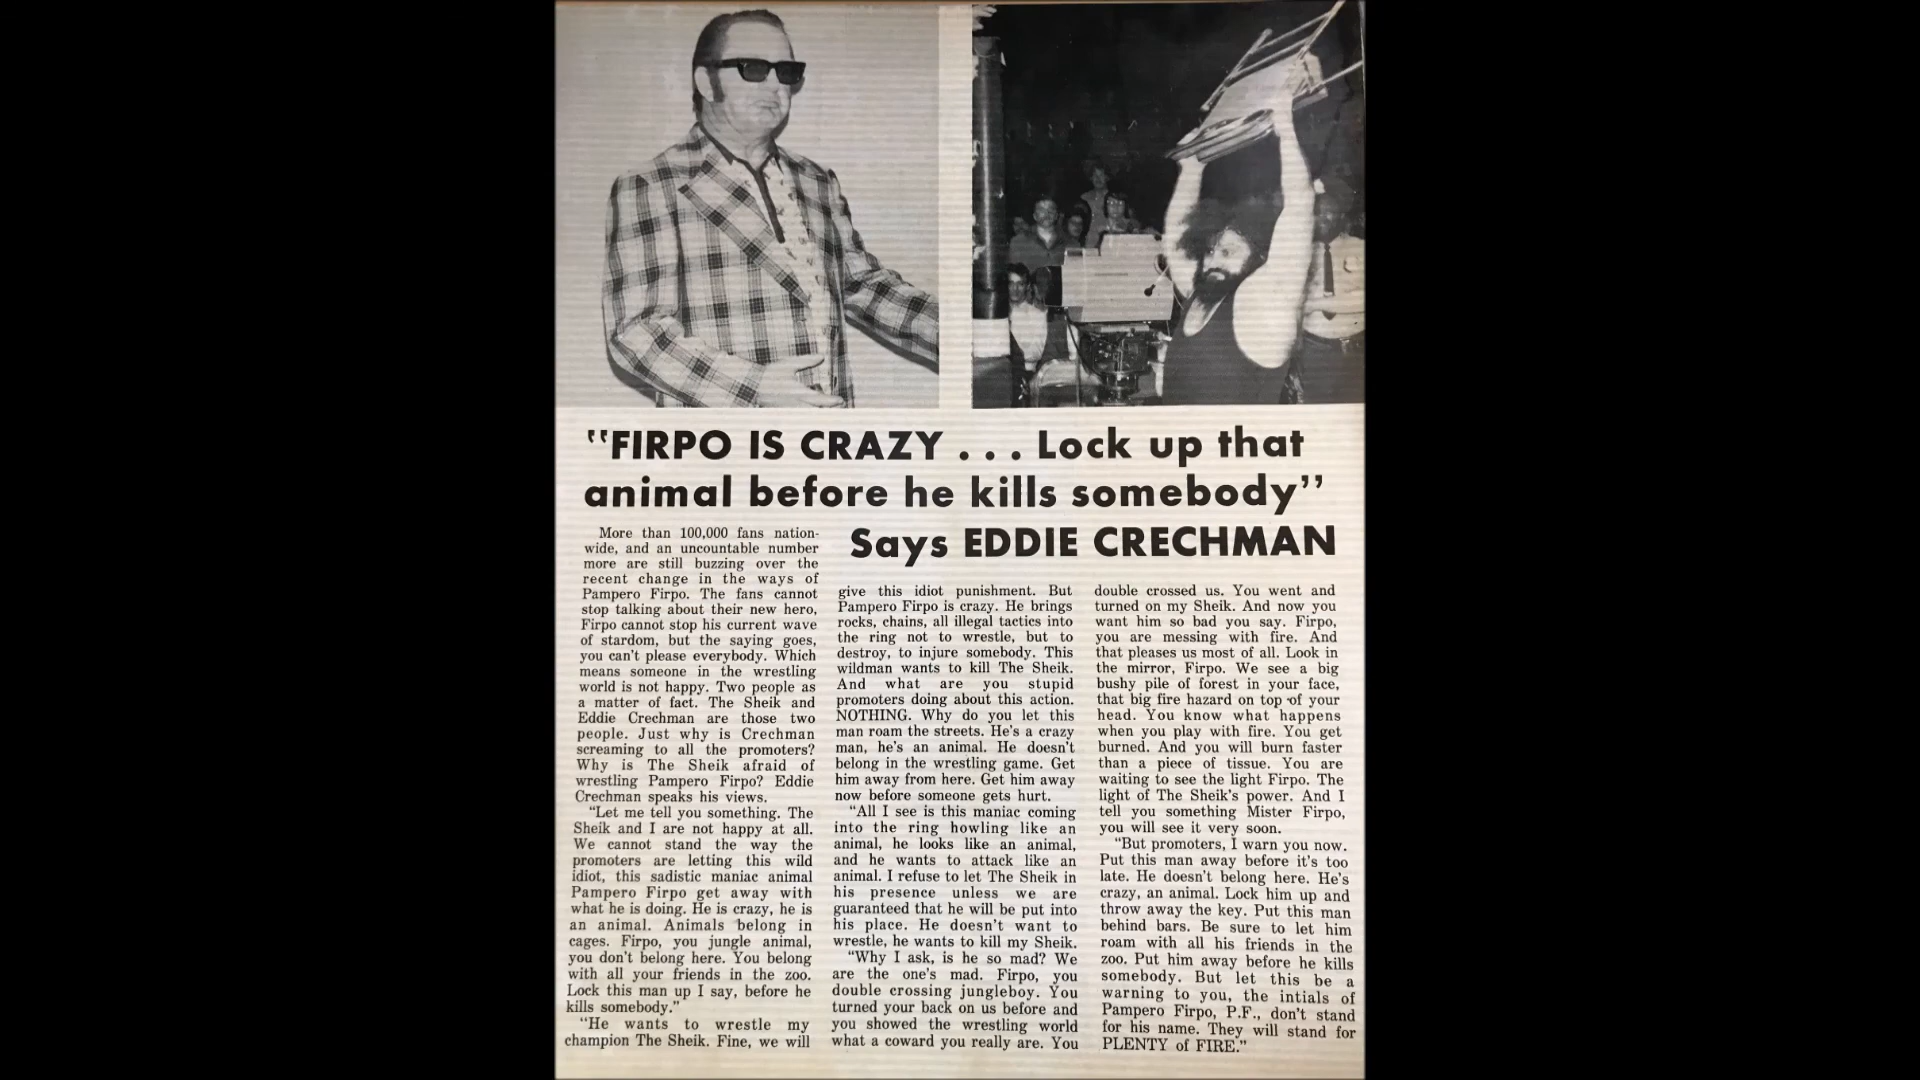 "FIRPO IS CRAZY . . . Lock up that
animal before he kills somebody"
Says EDDIE CRECHMAN
More than 100,000 fans nation-
wide, and an uncountable number
more are still buzzing over the
recent change in the ways of
Pampero Firpo. The fans cannot
stop talking about their new hero,
Firpo cannot stop his current wave
of stardom, but the saying goes,
you can't please everybody. Which
means someone in the wrestling
world is not happy. Two people as
a matter of fact. The Sheik and
Eddie Crechman are those two
people. Just why is Crechman
screaming to all the promoters?
Why is The Sheik afraid of
wrestling Pampero Firpo? Eddie
Crechman speaks his views.
"Let me tell you something. The
Sheik and I are not happy at all.
We cannot stand the way the
promoters are letting this wild
idiot, this sadistic maniac animal
Pampero Firpo get away with
what he is doing. He is crazy, he is
an animal. Animals belong in
cages. Firpo, you jungle animal,
you don't belong here. You belong
with all your friends in the zoo.
Lock this man up I say, before he
kills somebody."
"He wants to wrestle my
champion The Sheik. Fine, we will
give this idiot punishment. But
Pampero Firpo is crazy. He brings
rocks, chains, all illegal tactics into
the ring not to wrestle, but to
destroy, to injure somebody. This
wildman wants to kill The Sheik.
And what are you stupid
promoters doing about this action.
NOTHING. Why do you let this
man roam the streets. He's a crazy
man, he's an animal. He doesn't
belong in the wrestling game. Get
him away from here. Get him away
now before someone gets hurt.
"All I see is this maniac coming
into the ring howling like an
animal, he looks like an animal,
and he wants to attack like an
animal. I refuse to let The Sheik in
his presence unless we are
guaranteed that he will be put into
his place. He doesn't want to
wrestle, he wants to kill my Sheik.
"Why I ask, is he so mad? We
are the one's mad. Firpo, you
double crossing jungleboy. You
turned your back on us before and
you showed the wrestling world
what a coward you really are. You
double crossed us. You went and
turned on my Sheik. And now you
want him so bad you say. Firpo,
you are messing with fire. And
that pleases us most of all. Look in
the mirror, Firpo. We see a big
bushy pile of forest in your face,
that big fire hazard on top of your
head. You know what happens
when you play with fire. You get
burned. And you will burn faster
than a piece of tissue. You are
waiting to see the light Firpo. The
light of The Sheik's power. And I
tell you something Mister Firpo,
you will see it very soon.
"But promoters, I warn you now.
Put this man away before it's too
late. He doesn't belong here. He's
crazy, an animal. Lock him up and
throw away the key. Put this man
behind bars. Be sure to let him
roam with all his friends in the
zoo. Put him away before he kills
somebody. But let this be a
warning to you, the intials of
Pampero Firpo, P.F., don't stand
for his name. They will stand for
PLENTY of FIRE."